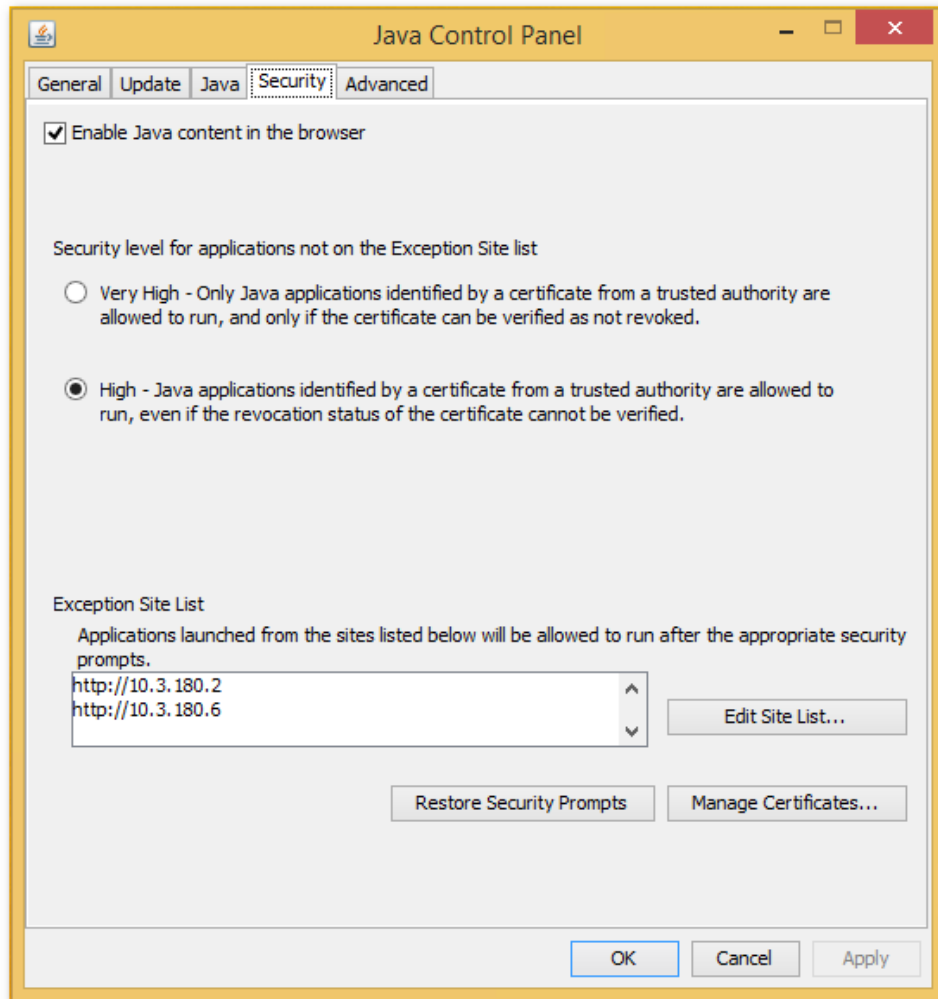 Java Control Panel
General Update Java Security Advanced
Enable Java content in the browser
Security level for applications not on the Exception Site list
Very High - Only Java applications identified by a certificate from a trusted authority are
allowed to run, and only if the certificate can be verified as not revoked.
High - Java applications identified by a certificate from a trusted authority are allowed to
run, even if the revocation status of the certificate cannot be verified.
Exception Site List
Applications launched from the sites listed below will be allowed to run after the appropriate security
prompts.
http://10.3.180.2
http://10.3.180.6
Edit Site List...
Restore Security Prompts Manage Certificates...
OK Cancel Apply